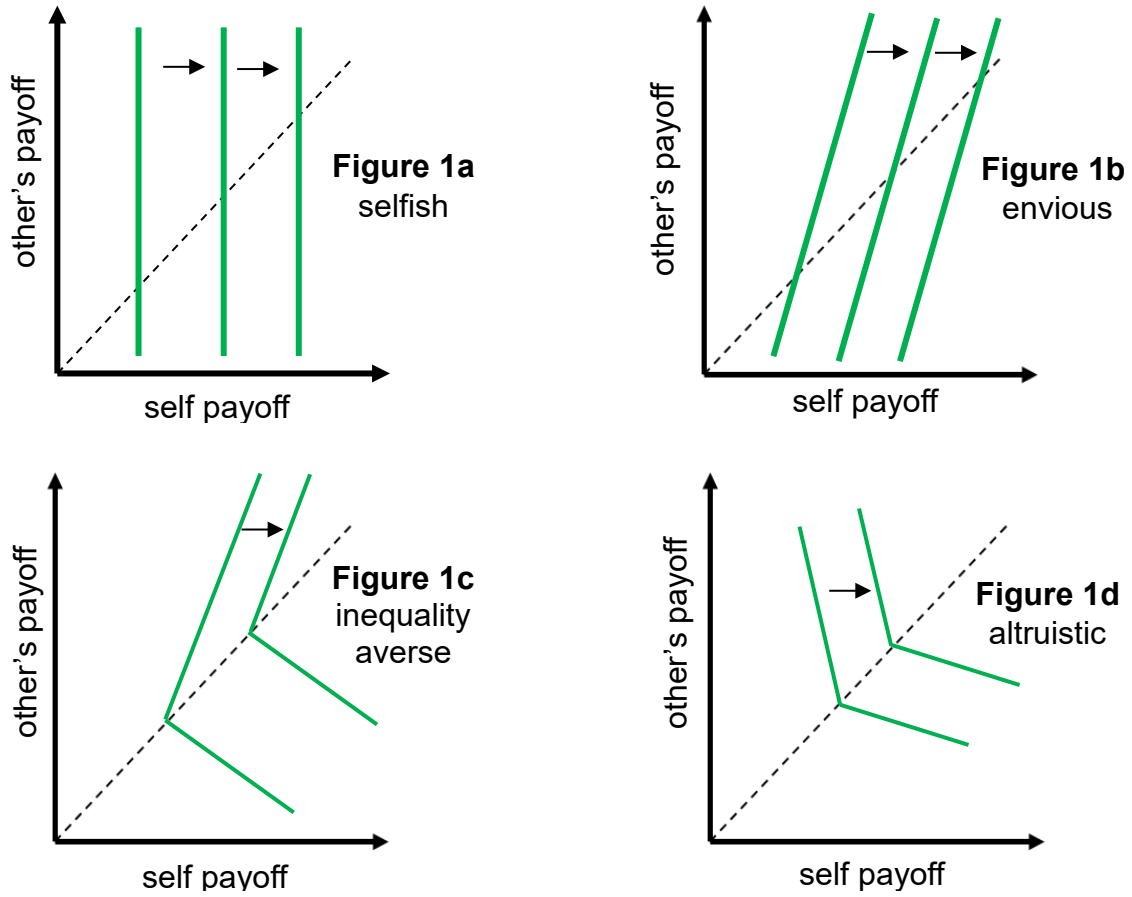 other's payoff
Figure 1a
selfish
self payoff
other's payoff
Figure 1b
envious
self payoff
other's payoff
Figure 1c
inequality
averse
self payoff
other's payoff
Figure 1d
altruistic
self payoff